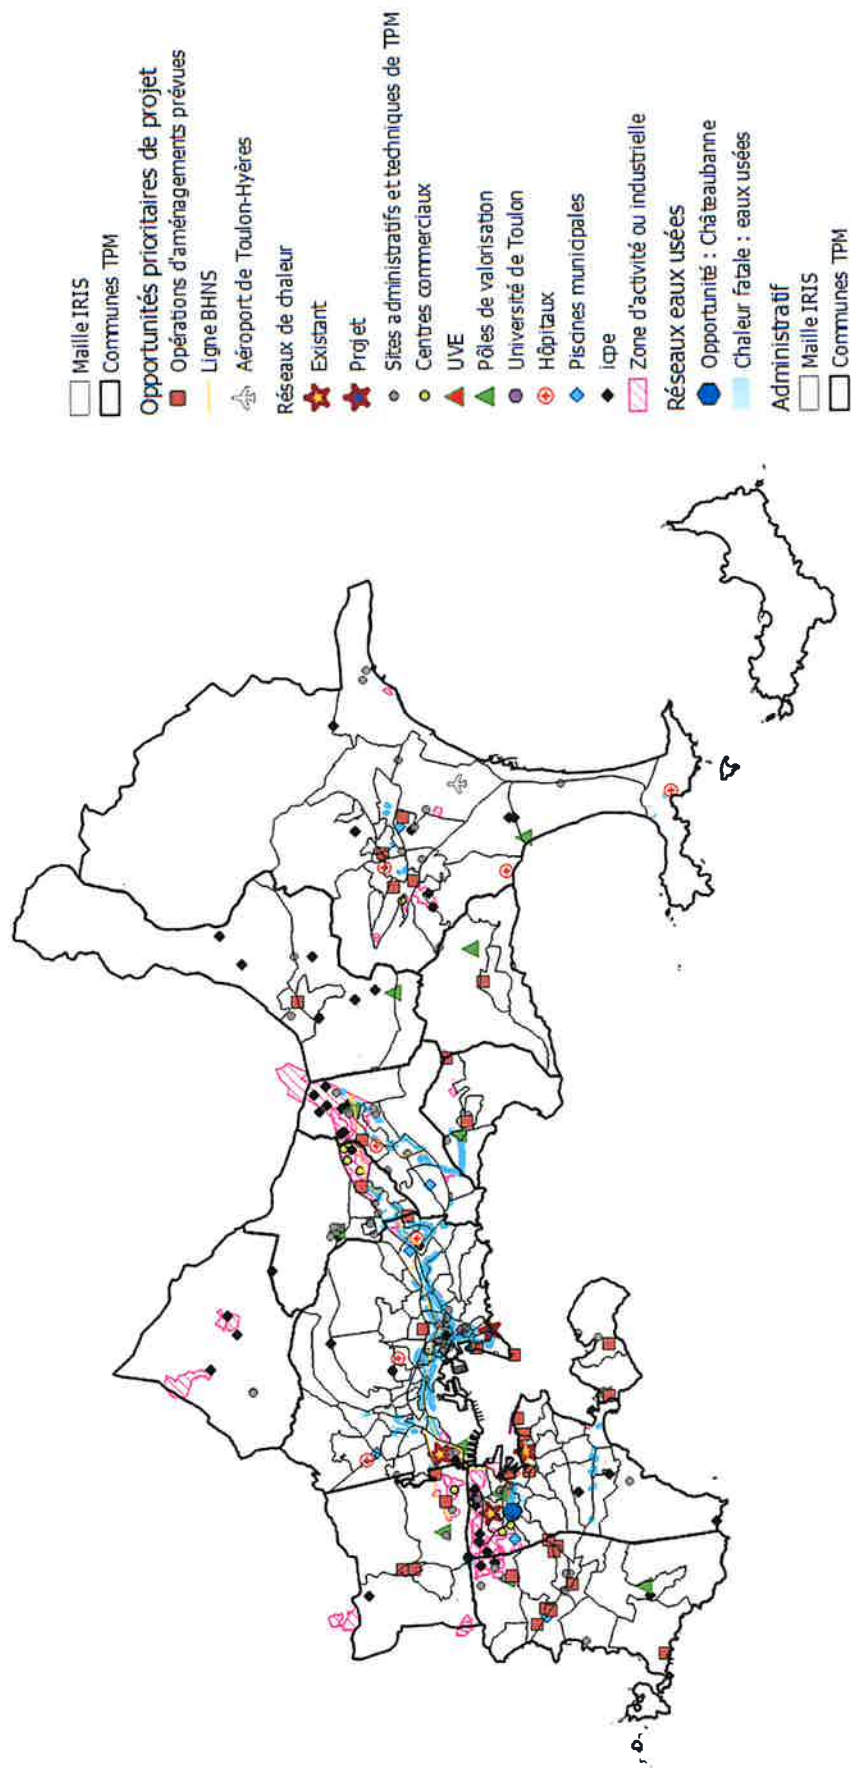 Maille IRIS
Communes TPM
Opportunités prioritaires de projet
Opérations d'aménagements prévues
Ligne BHNS
Aéroport de Toulon-Hyères
Réseaux de chaleur
Existant
Projet
Sites administratifs et techniques de TPM
Centres commerciaux
UVE
Pôles de valorisation
Université de Toulon
Hôpitaux
Piscines municipales
icpe
Zone d'activité ou industrielle
Réseaux eaux usées
Opportunité : Châteaubanne
Chaleur fatale : eaux usées
Administratif
Maille IRIS
Communes TPM